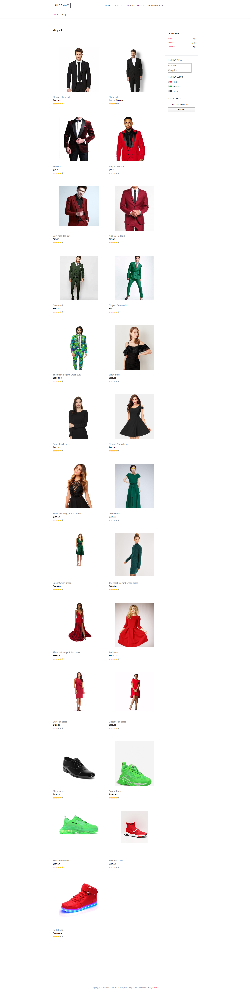 SHOPMAX
HOME SHOP CONTACT AUTHOR DOKUMENTACIJA
Home / Shop
Shop All
Elegant black suit
$130.00
Black suit
$150.00$115.00
Red suit
$75.00
Elegant Red suit
$49.00
Very nice Red suit
$70.00
Nice ice Red suit
$70.00
Green suit
$90.00
Elegant Green suit
$90.00
The most elegant Green suit
$9900.00
Black dress
$250.00
Super Black dress
$180.00
Elegant Black dress
$196.00
The most elegant Black dress
$350.00
Green dress
$280.00
Super Green dress
$400.00
The most elegant Green dress
$400.00
The most elegant Red dress
$550.00
Red dress
$1500.00
Best Red dress
$420.00
Elegant Red dress
$250.00
Black shoes
$700.00
Green shoes
$500.00
Best Green shoes
$550.00
Best Red shoes
$550.00
Red shoes
$2000.00
CATEGORIES
Men (9)
Women (11)
Children (5)
FILTER BY PRICE
Min price
Max price
FILTER BY COLOR
Red
Green
Black
SORT BY PRICE:
PRICE, CHEAPEST FIRST
SUBMIT
Copyright ©2020 All rights reserved | This template is made with by Colorlib